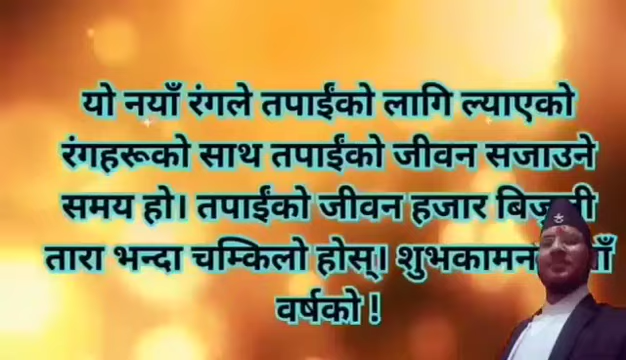 यो नयाँ रंगले तपाईंको लागि ल्याएको
रंगहरूको साथ तपाईंको जीवन सजाउने
समय हो। तपाईंको जीवन हजार
तारा भन्दा चम्किलो होस्।
वर्षको !